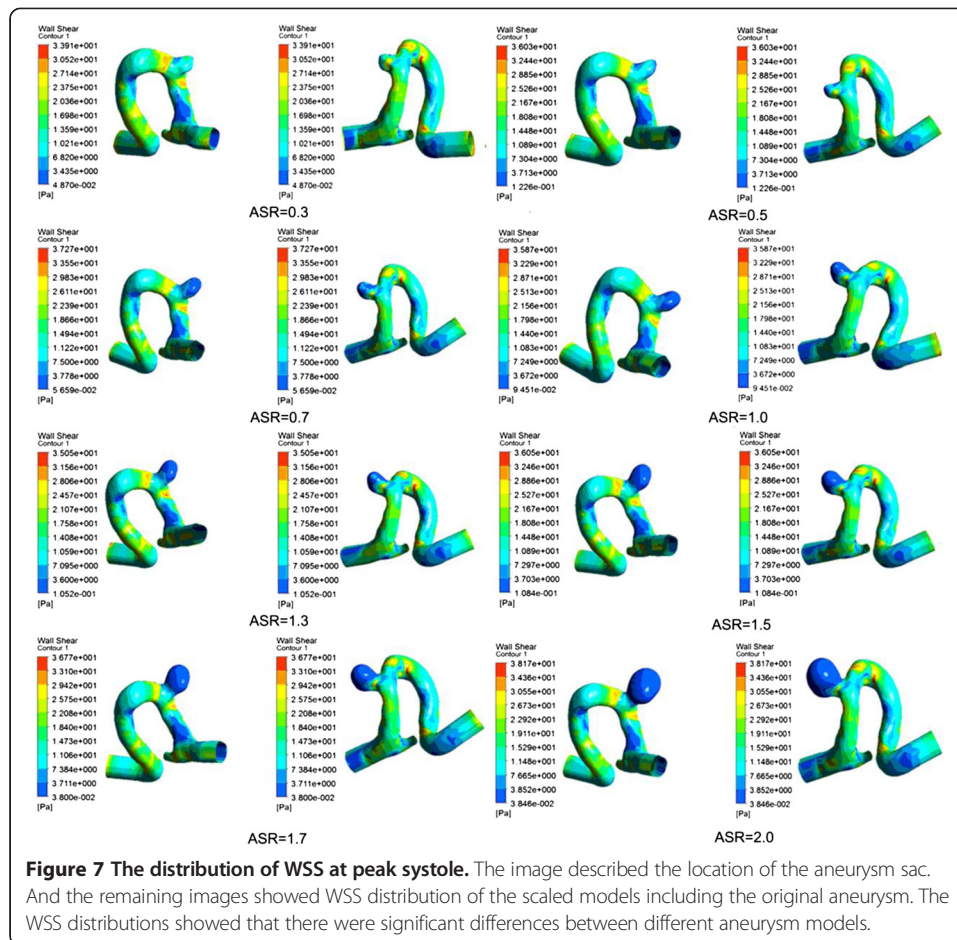 Wall Shear
Contour 1
3.391e+001
3.052e+001
2.714e+001
2.375e+001
2.036e+001
1.698e+001
1.359e+001
1.021e+001
6.820e+000
3.435e+000
4.870e-002
[Pa]
Wall Shear
Contour 1
3.391e+001
3.052e+001
2.714e+001
2.375e+001
2.036e+001
1.698e+001
1.359e+001
1.021e+001
6.820e+000
3.435e+000
4.870e-002
[Pa]
ASR=0.3
Wall Shear
Contour 1
3.603e+001
3.244e+001
2.885e+001
2.526e+001
2.167e+001
1.808e+001
1.448e+001
1.089e+001
7.304e+000
3.713e+000
1.226e-001
[Pa]
Wall Shear
Contour 1
3.603e+001
3.244e+001
2.885e+001
2.526e+001
2.167e+001
1.808e+001
1.448e+001
1.089e+001
7.304e+000
3.713e+000
1.226e-001
[Pa]
ASR=0.5
Wall Shear
Contour 1
3.727e+001
3.355e+001
2.983e+001
2.611e+001
2.239e+001
1.866e+001
1.494e+001
1.122e+001
7.500e+000
3.778e+000
5.659e-002
[Pa]
Wall Shear
Contour 1
3.727e+001
3.355e+001
2.983e+001
2.611e+001
2.239e+001
1.866e+001
1.494e+001
1.122e+001
7.500e+000
3.778e+000
5.659e-002
[Pa]
ASR=0.7
Wall Shear
Contour 1
3.587e+001
3.229e+001
2.871e+001
2.513e+001
2.156e+001
1.798e+001
1.440e+001
1.083e+001
7.249e+000
3.672e+000
9.451e-002
[Pa]
Wall Shear
Contour 1
3.587e+001
3.229e+001
2.871e+001
2.513e+001
2.156e+001
1.798e+001
1.440e+001
1.083e+001
7.249e+000
3.672e+000
9.451e-002
[Pa]
ASR=1.0
Wall Shear
Contour 1
3.505e+001
3.156e+001
2.806e+001
2.457e+001
2.107e+001
1.758e+001
1.408e+001
1.059e+001
7.095e+000
3.600e+000
1.052e-001
[Pa]
Wall Shear
Contour 1
3.505e+001
3.156e+001
2.806e+001
2.457e+001
2.107e+001
1.758e+001
1.408e+001
1.059e+001
7.095e+000
3.600e+000
1.052e-001
[Pa]
ASR=1.3
Wall Shear
Contour 1
3.605e+001
3.246e+001
2.886e+001
2.527e+001
2.167e+001
1.808e+001
1.448e+001
1.089e+001
7.297e+000
3.703e+000
1.084e-001
[Pa]
Wall Shear
Contour 1
3.605e+001
3.246e+001
2.886e+001
2.527e+001
2.167e+001
1.808e+001
1.448e+001
1.089e+001
7.297e+000
3.703e+000
1.084e-001
[Pa]
ASR=1.5
Wall Shear
Contour 1
3.677e+001
3.310e+001
2.942e+001
2.575e+001
2.208e+001
1.840e+001
1.473e+001
1.106e+001
7.384e+000
3.711e+000
3.800e-002
[Pa]
Wall Shear
Contour 1
3.677e+001
3.310e+001
2.942e+001
2.575e+001
2.208e+001
1.840e+001
1.473e+001
1.106e+001
7.384e+000
3.711e+000
3.800e-002
[Pa]
ASR=1.7
Wall Shear
Contour 1
3.817e+001
3.436e+001
3.055e+001
2.673e+001
2.292e+001
1.911e+001
1.529e+001
1.148e+001
7.665e+000
3.852e+000
3.846e-002
[Pa]
Wall Shear
Contour 1
3.817e+001
3.436e+001
3.055e+001
2.673e+001
2.292e+001
1.911e+001
1.529e+001
1.148e+001
7.665e+000
3.852e+000
3.846e-002
[Pa]
ASR=2.0
Figure 7 The distribution of WSS at peak systole. The image described the location of the aneurysm sac.
And the remaining images showed WSS distribution of the scaled models including the original aneurysm. The
WSS distributions showed that there were significant differences between different aneurysm models.